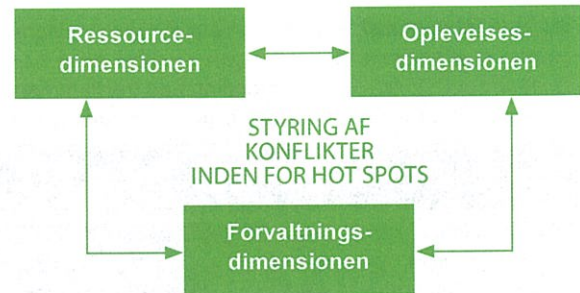 Ressource-
dimensionen
Oplevelses-
dimensionen
STYRING AF
KONFLIKTER
INDEN FOR HOT SPOTS
Forvaltnings-
dimensionen